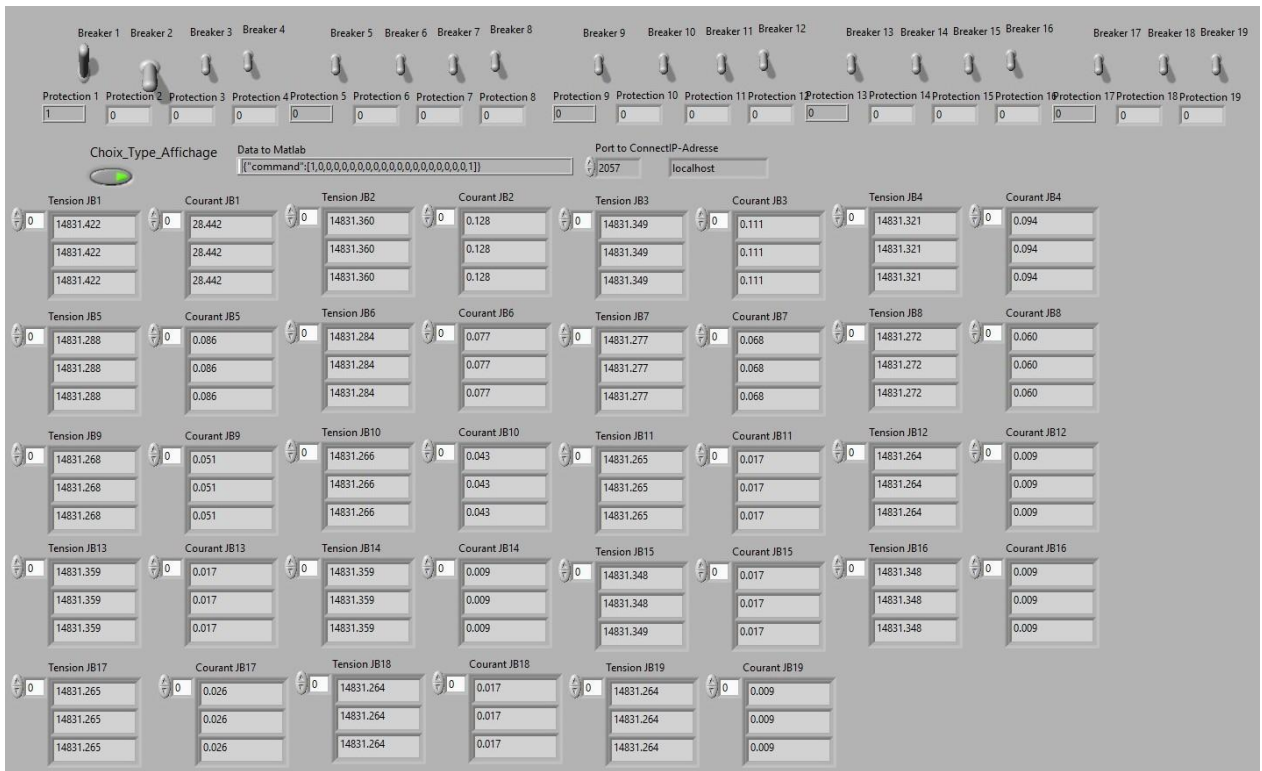 Breaker 1 Breaker 2 Breaker 3 Breaker 4 Breaker 5 Breaker 6 Breaker 7 Breaker 8 Breaker 9 Breaker 10 Breaker 11 Breaker 12 Breaker 13 Breaker 14 Breaker 15 Breaker 16 Breaker 17 Breaker 18 Breaker 19
Protection 1 Protection 2 Protection 3 Protection 4 Protection 5 Protection 6 Protection 7 Protection 8 Protection 9 Protection 10 Protection 11 Protection 12 Protection 13 Protection 14 Protection 15 Protection 16 Protection 17 Protection 18 Protection 19
1 0 0 0 0 0 0 0 0 0 0 0 0 0 0 0 0 0 0
Choix_Type_Affichage Data to Matlab Port to Connect IP-Adresse
{"command":[1,0,0,0,0,0,0,0,0,0,0,0,0,0,0,0,0,0,0,0,1]} 2057 localhost
Tension JB1 Courant JB1 Tension JB2 Courant JB2 Tension JB3 Courant JB3 Tension JB4 Courant JB4
0 14831.422 0 28.442 0 14831.360 0 0.128 0 14831.349 0 0.111 0 14831.321 0 0.094
14831.422 28.442 14831.360 0.128 14831.349 0.111 14831.321 0.094
14831.422 28.442 14831.360 0.128 14831.349 0.111 14831.321 0.094
Tension JB5 Courant JB5 Tension JB6 Courant JB6 Tension JB7 Courant JB7 Tension JB8 Courant JB8
0 14831.288 0 0.086 0 14831.284 0 0.077 0 14831.277 0 0.068 0 14831.272 0 0.060
14831.288 0.086 14831.284 0.077 14831.277 0.068 14831.272 0.060
14831.288 0.086 14831.284 0.077 14831.277 0.068 14831.272 0.060
Tension JB9 Courant JB9 Tension JB10 Courant JB10 Tension JB11 Courant JB11 Tension JB12 Courant JB12
0 14831.268 0 0.051 0 14831.266 0 0.043 0 14831.265 0 0.017 0 14831.264 0 0.009
14831.268 0.051 14831.266 0.043 14831.265 0.017 14831.264 0.009
14831.268 0.051 14831.266 0.043 14831.265 0.017 14831.264 0.009
Tension JB13 Courant JB13 Tension JB14 Courant JB14 Tension JB15 Courant JB15 Tension JB16 Courant JB16
0 14831.359 0 0.017 0 14831.359 0 0.009 0 14831.348 0 0.017 0 14831.348 0 0.009
14831.359 0.017 14831.359 0.009 14831.348 0.017 14831.348 0.009
14831.359 0.017 14831.359 0.009 14831.349 0.017 14831.348 0.009
Tension JB17 Courant JB17 Tension JB18 Courant JB18 Tension JB19 Courant JB19
0 14831.265 0 0.026 0 14831.264 0 0.017 0 14831.264 0 0.009
14831.265 0.026 14831.264 0.017 14831.264 0.009
14831.265 0.026 14831.264 0.017 14831.264 0.009